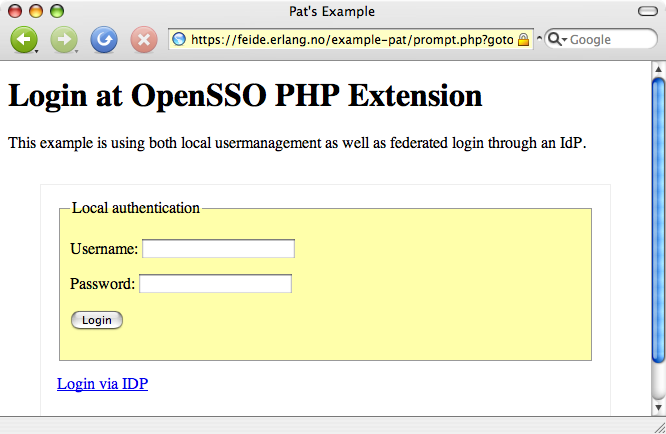 Pat's Example
https://feide.erlang.no/example-pat/prompt.php?goto
Google
Login at OpenSSO PHP Extension
This example is using both local usermanagement as well as federated login through an IdP.
Local authentication
Username:
Password:
Login
Login via IDP